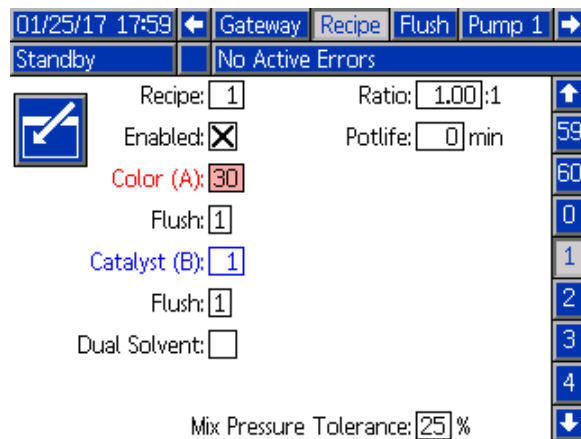 01/25/17 17:59 Gateway Recipe Flush Pump 1
Standby No Active Errors
Recipe: 1 Ratio: 1.00:1
Enabled: Potlife: 0 min
59
Color (A): 30
60
Flush: 1
0
Catalyst (B): 1
1
Flush: 1
2
Dual Solvent:
3
4
Mix Pressure Tolerance: 25 %